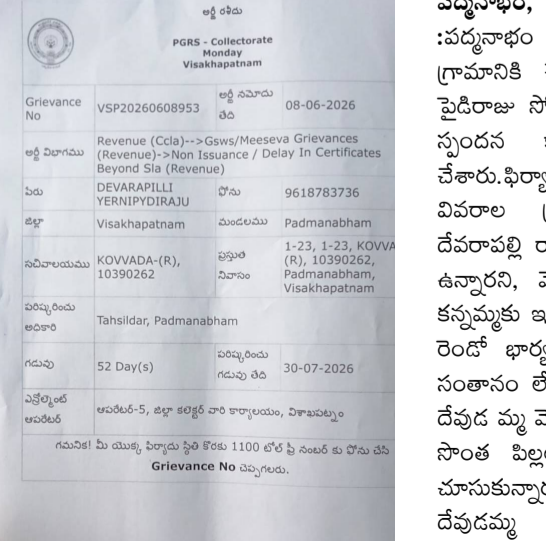 అర్జీ రశీదు
PGRS - Collectorate
Monday
Visakhapatnam
Grievance No VSP20260608953 అర్జీ నమోదు తేది 08-06-2026
అర్జీ విభాగము Revenue (Ccla)-->Gsws/Meeseva Grievances
(Revenue)->Non Issuance / Delay In Certificates
Beyond Sla (Revenue)
పేరు DEVARAPILLI YERNIPYDIRAJU ఫోను 9618783736
జిల్లా Visakhapatnam మండలము Padmanabham
సచివాలయము KOVVADA-(R), 10390262 ప్రస్తుత నివాసం 1-23, 1-23, KOVVA
(R), 10390262,
Padmanabham,
Visakhapatnam
పరిష్కరించు అధికారి Tahsildar, Padmanabham
గడువు 52 Day(s) పరిష్కరించు గడువు తేది 30-07-2026
ఎన్రోల్మెంట్ ఆపరేటర్ ఆపరేటర్-5, జిల్లా కలెక్టర్ వారి కార్యాలయం, విశాఖపట్నం
గమనిక! మీ యొక్క ఫిర్యాదు స్థితి కొరకు 1100 టోల్ ఫ్రీ నంబర్ కు ఫోను చేసి
Grievance No చెప్పగలరు.
పద్మనాభం,
:పద్మనాభం
గ్రామానికి
పైడిరాజు
స్పందన
చేశారు.ఫిర్యా
వివరాల
దేవరాపల్లి
ఉన్నారని,
కన్నమ్మకు
రెండో భార్య
సంతానం లే
దేవుడ మ్మ మె
సొంత పిల్ల
చూసుకున్నార
దేవుడమ్మ